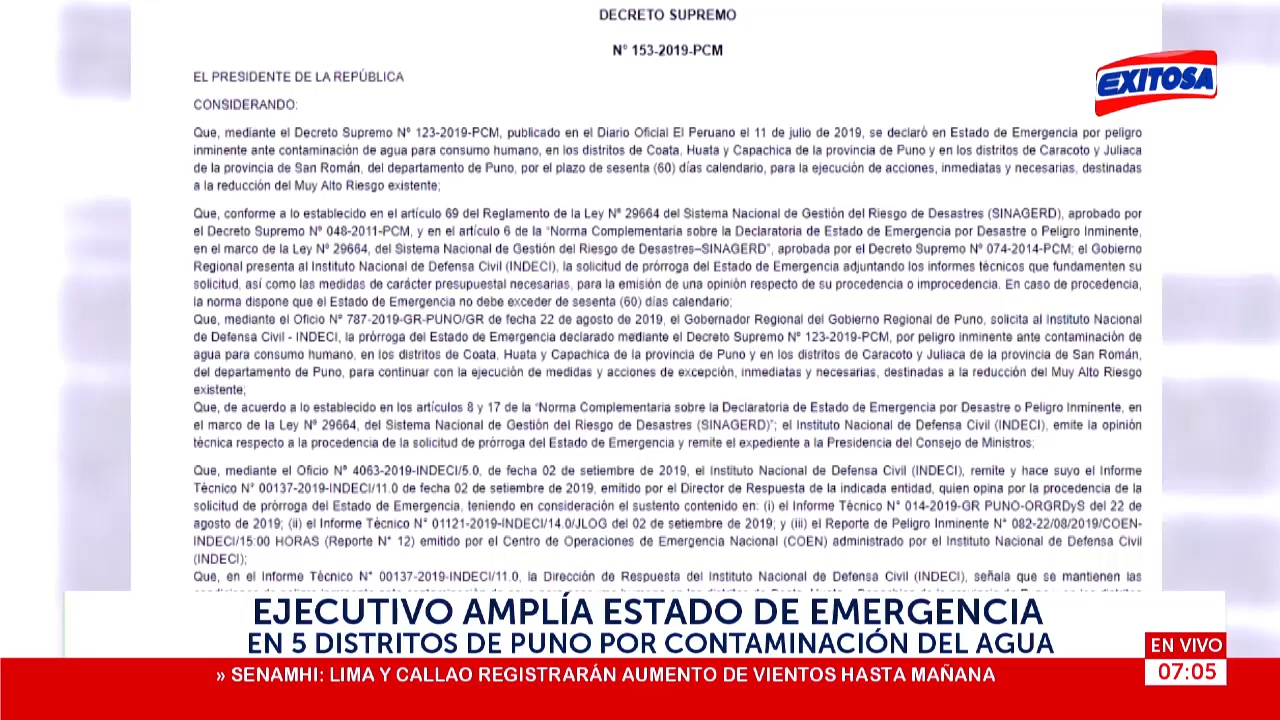 DECRETO SUPREMO
N° 153-2019-PCM
EL PRESIDENTE DE LA REPÚBLICA
CONSIDERANDO:
EXITOSA
Que, mediante el Decreto Supremo N° 123-2019-PCM, publicado en el Diario Oficial El Peruano el 11 de julio de 2019, se declaró en Estado de Emergencia por peligro
inminente ante contaminación de agua para consumo humano, en los distritos de Coata, Huata y Capachica de la provincia de Puno y en los distritos de Caracoto y Juliaca
de la provincia de San Román, del departamento de Puno, por el plazo de sesenta (60) días calendario, para la ejecución de acciones, inmediatas y necesarias, destinadas
a la reducción del Muy Alto Riesgo existente;
Que, conforme a lo establecido en el artículo 69 del Reglamento de la Ley N° 29664 del Sistema Nacional de Gestión del Riesgo de Desastres (SINAGERD), aprobado por
el Decreto Supremo N° 048-2011-PCM, y en el artículo 6 de la "Norma Complementaria sobre la Declaratoria de Estado de Emergencia por Desastre o Peligro Inminente,
en el marco de la Ley N° 29664, del Sistema Nacional de Gestión del Riesgo de Desastres–SINAGERD", aprobada por el Decreto Supremo N° 074-2014-PCM; el Gobierno
Regional presenta al Instituto Nacional de Defensa Civil (INDECI), la solicitud de prórroga del Estado de Emergencia adjuntando los informes técnicos que fundamenten su
solicitud, así como las medidas de carácter presupuestal necesarias, para la emisión de una opinión respecto de su procedencia o improcedencia. En caso de procedencia,
la norma dispone que el Estado de Emergencia no debe exceder de sesenta (60) días calendario;
Que, mediante el Oficio N° 787-2019-GR-PUNO/GR de fecha 22 de agosto de 2019, el Gobernador Regional del Gobierno Regional de Puno, solicita al Instituto Nacional
de Defensa Civil - INDECI, la prórroga del Estado de Emergencia declarado mediante el Decreto Supremo N° 123-2019-PCM, por peligro inminente ante contaminación de
agua para consumo humano, en los distritos de Coata, Huata y Capachica de la provincia de Puno y en los distritos de Caracoto y Juliaca de la provincia de San Román,
del departamento de Puno, para continuar con la ejecución de medidas y acciones de excepción, inmediatas y necesarias, destinadas a la reducción del Muy Alto Riesgo
existente;
Que, de acuerdo a lo establecido en los artículos 8 y 17 de la "Norma Complementaria sobre la Declaratoria de Estado de Emergencia por Desastre o Peligro Inminente, en
el marco de la Ley N° 29664, del Sistema Nacional de Gestión del Riesgo de Desastres (SINAGERD)"; el Instituto Nacional de Defensa Civil (INDECI), emite la opinión
técnica respecto a la procedencia de la solicitud de prórroga del Estado de Emergencia y remite el expediente a la Presidencia del Consejo de Ministros;
Que, mediante el Oficio N° 4063-2019-INDECI/5.0, de fecha 02 de setiembre de 2019, el Instituto Nacional de Defensa Civil (INDECI), remite y hace suyo el Informe
Técnico N° 00137-2019-INDECI/11.0 de fecha 02 de setiembre de 2019, emitido por el Director de Respuesta de la indicada entidad, quien opina por la procedencia de la
solicitud de prórroga del Estado de Emergencia, teniendo en consideración el sustento contenido en: (i) el Informe Técnico N° 014-2019-GR PUNO-ORGRDyS del 22 de
agosto de 2019; (ii) el Informe Técnico N° 01121-2019-INDECI/14.0/JLOG del 02 de setiembre de 2019; y (iii) el Reporte de Peligro Inminente N° 082-22/08/2019/COEN-
INDECI/15:00 HORAS (Reporte N° 12) emitido por el Centro de Operaciones de Emergencia Nacional (COEN) administrado por el Instituto Nacional de Defensa Civil
(INDECI);
Que, en el Informe Técnico N° 00137-2019-INDECI/11.0, la Dirección de Respuesta del Instituto Nacional de Defensa Civil (INDECI), señala que se mantienen las
EJECUTIVO AMPLÍA ESTADO DE EMERGENCIA
EN 5 DISTRITOS DE PUNO POR CONTAMINACIÓN DEL AGUA
EN VIVO
07:05
» SENAMHI: LIMA Y CALLAO REGISTRARÁN AUMENTO DE VIENTOS HASTA MAÑANA